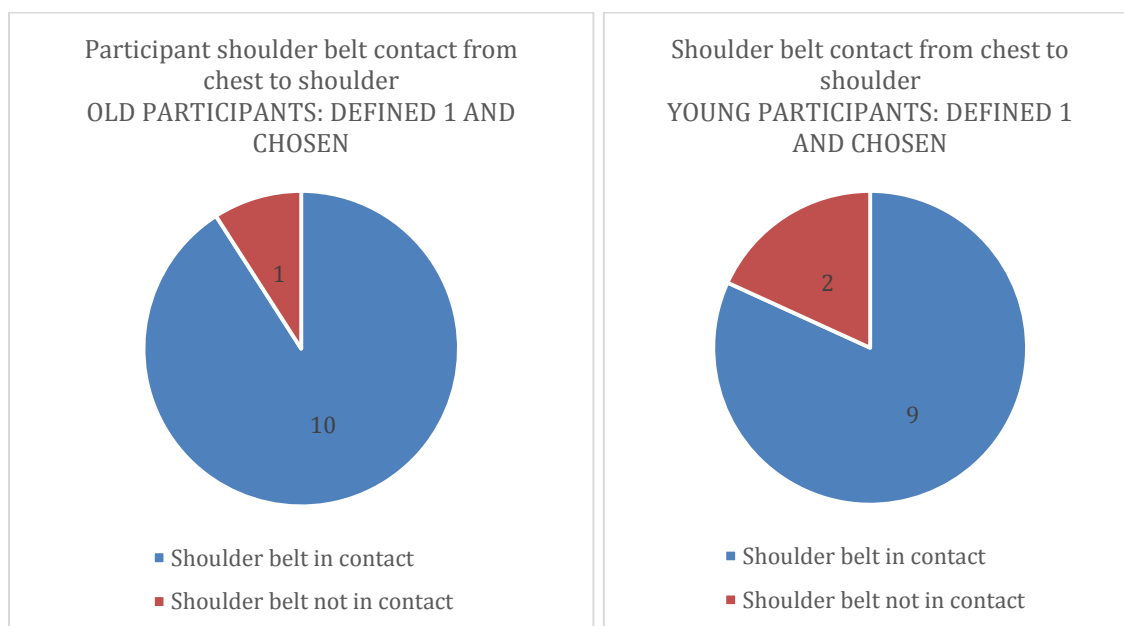 Participant shoulder belt contact from
chest to shoulder
OLD PARTICIPANTS: DEFINED 1 AND
CHOSEN
1
10
Shoulder belt in contact
Shoulder belt not in contact
Shoulder belt contact from chest to
shoulder
YOUNG PARTICIPANTS: DEFINED 1
AND CHOSEN
2
9
Shoulder belt in contact
Shoulder belt not in contact